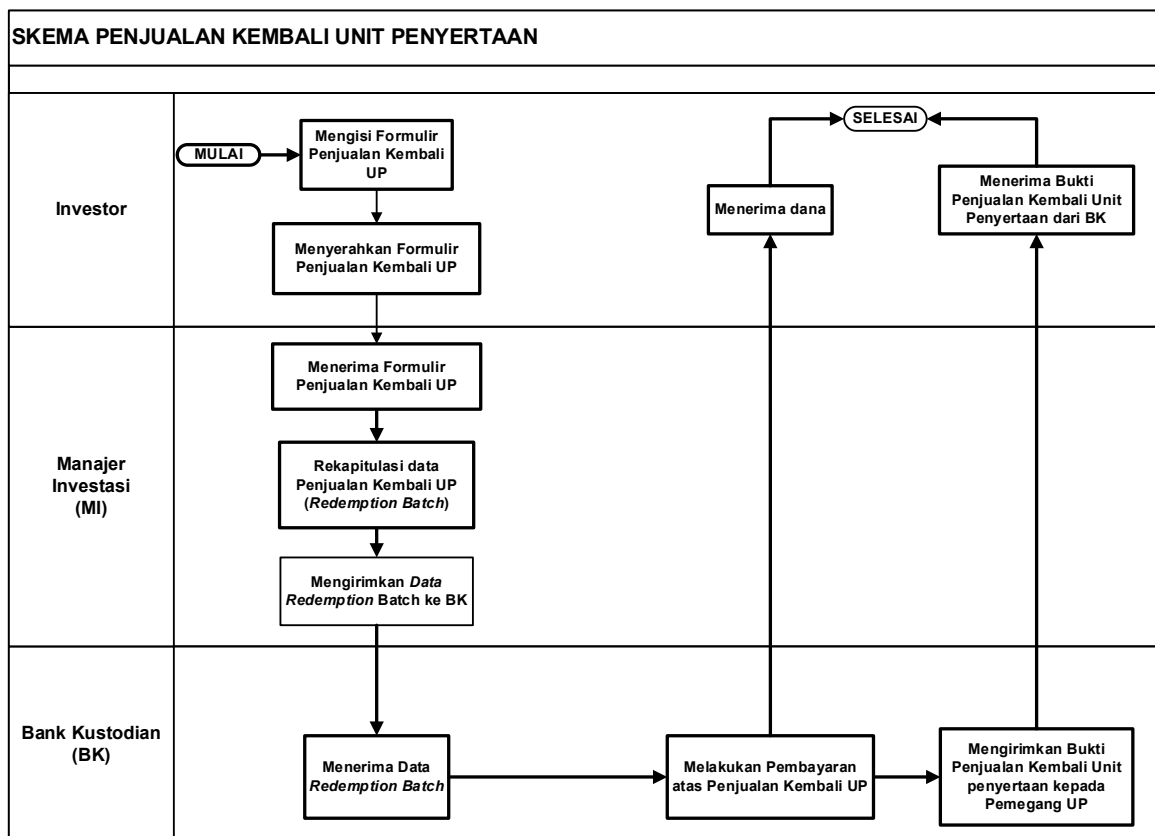 SKEMA PENJUALAN KEMBALI UNIT PENYERTAAN
Investor
MULAI
Mengisi Formulir
Penjualan Kembali
UP
Menyerahkan Formulir
Penjualan Kembali UP
SELESAI
Menerima dana
Menerima Bukti
Penjualan Kembali Unit
Penyertaan dari BK
Manajer
Investasi
(MI)
Menerima Formulir
Penjualan Kembali UP
Rekapitulasi data
Penjualan Kembali UP
(Redemption Batch)
Mengirimkan Data
Redemption Batch ke BK
Bank Kustodian
(BK)
Menerima Data
Redemption Batch
Melakukan Pembayaran
atas Penjualan Kembali UP
Mengirimkan Bukti
Penjualan Kembali Unit
penyertaan kepada
Pemegang UP